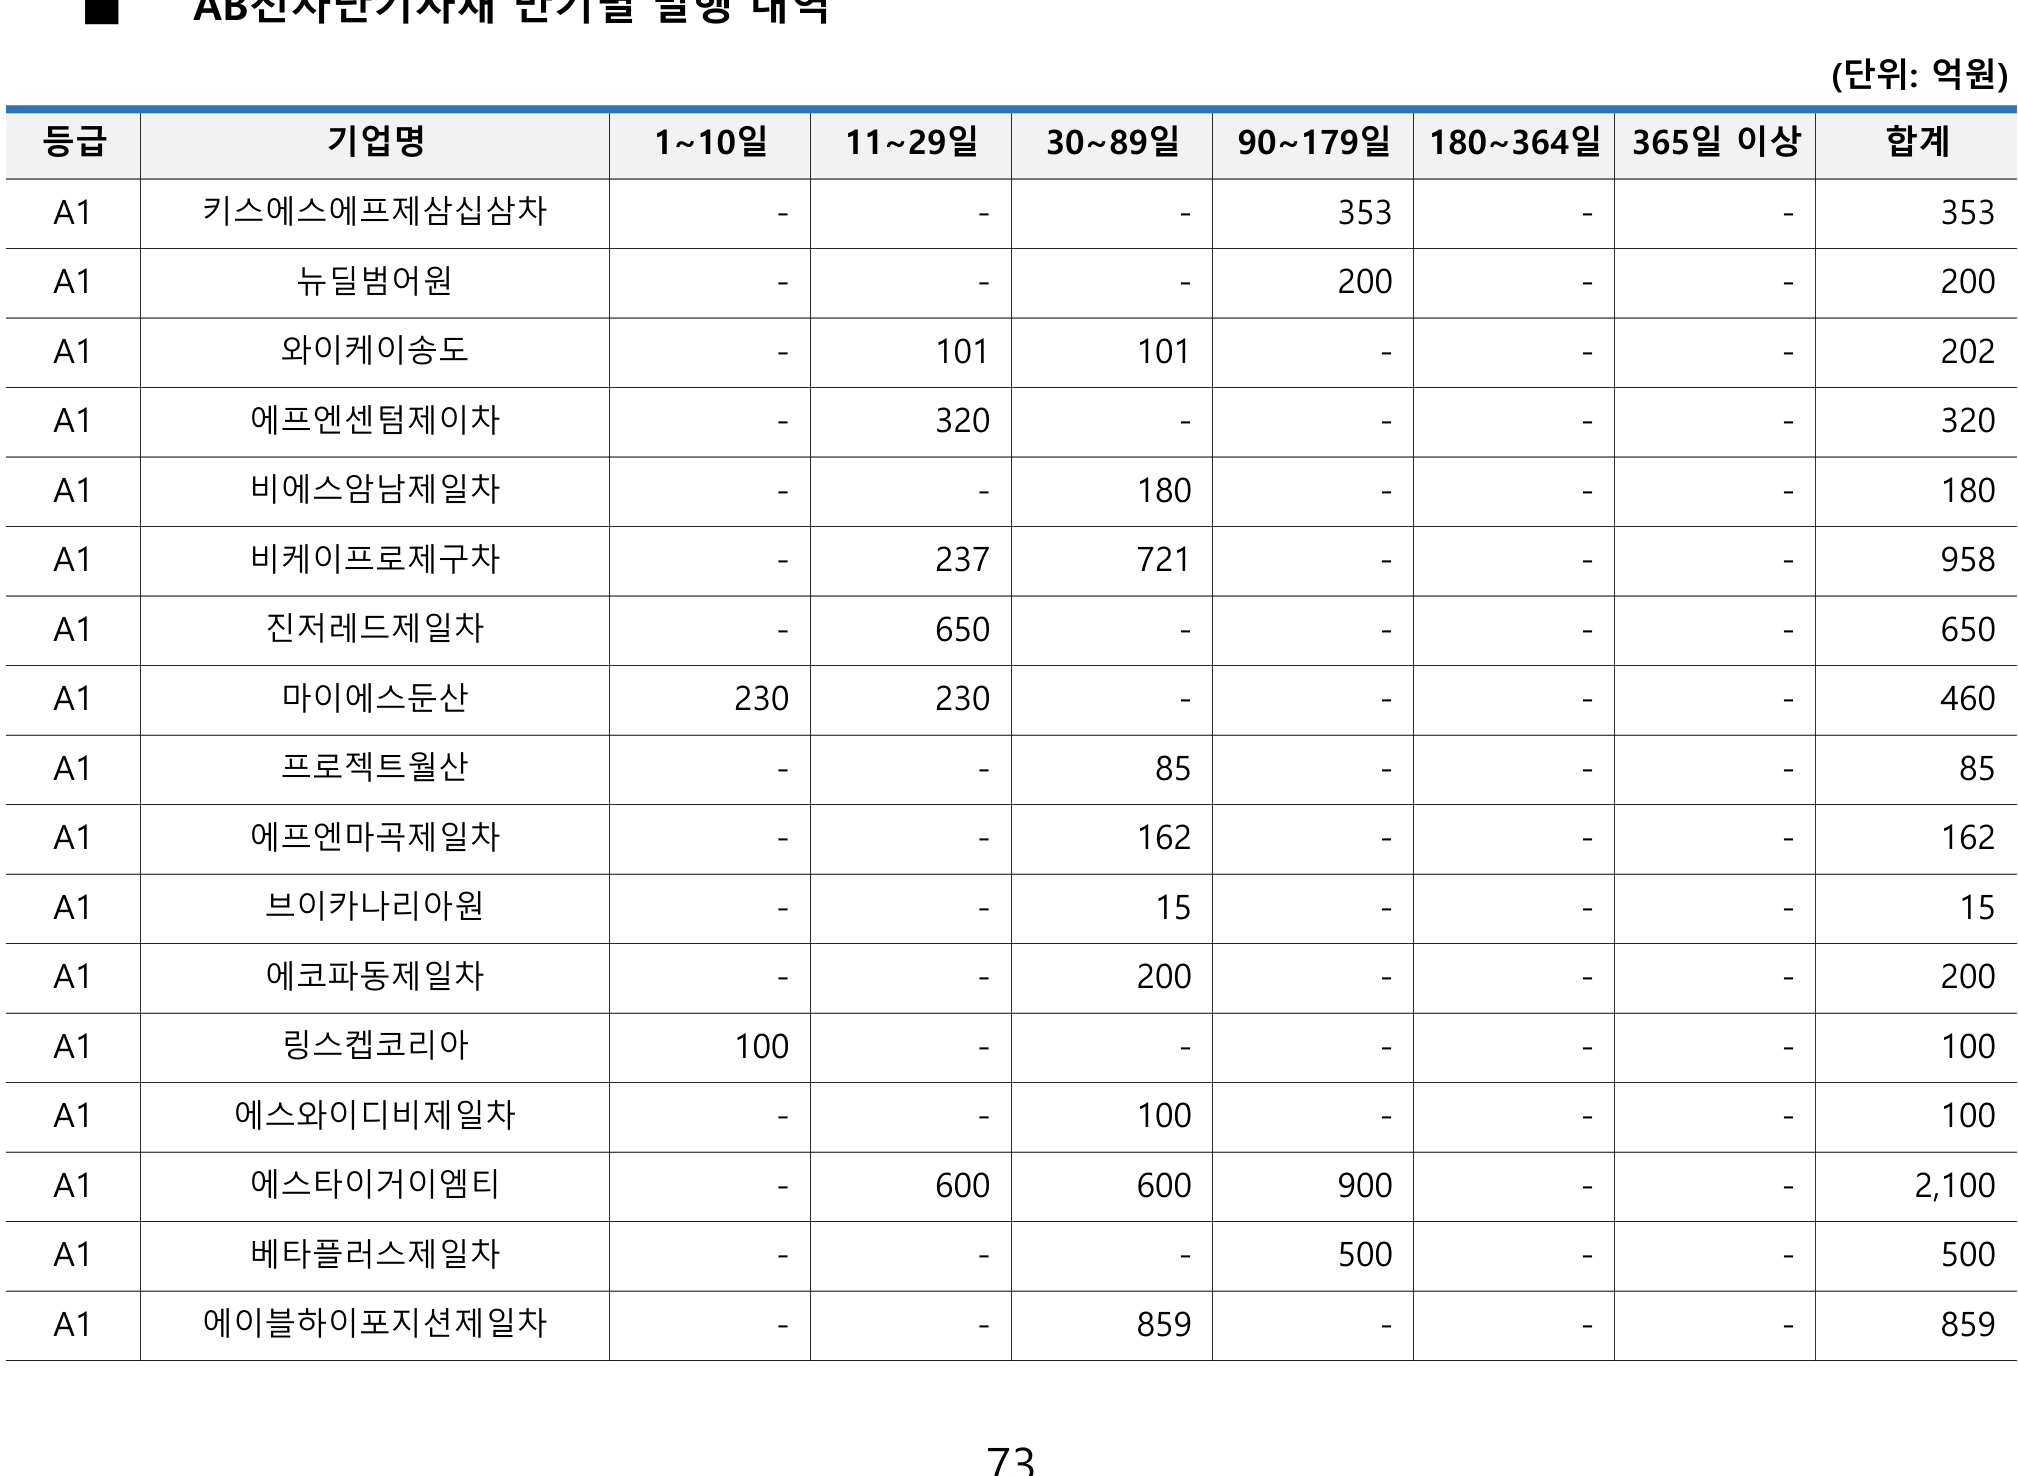 ■ AB전자단기사채 만기별 발행 내역
(단위: 억원)
등급 기업명 1~10일 11~29일 30~89일 90~179일 180~364일 365일 이상 합계
A1 키스에스에프제삼십삼차 - - - 353 - - 353
A1 뉴딜범어원 - - - 200 - - 200
A1 와이케이송도 - 101 101 - - - 202
A1 에프엔센텀제이차 - 320 - - - - 320
A1 비에스암남제일차 - - 180 - - - 180
A1 비케이프로제구차 - 237 721 - - - 958
A1 진저레드제일차 - 650 - - - - 650
A1 마이에스둔산 230 230 - - - - 460
A1 프로젝트월산 - - 85 - - - 85
A1 에프엔마곡제일차 - - 162 - - - 162
A1 브이카나리아원 - - 15 - - - 15
A1 에코파동제일차 - - 200 - - - 200
A1 링스켑코리아 100 - - - - - 100
A1 에스와이디비제일차 - - 100 - - - 100
A1 에스타이거이엠티 - 600 600 900 - - 2,100
A1 베타플러스제일차 - - - 500 - - 500
A1 에이블하이포지션제일차 - - 859 - - - 859
73